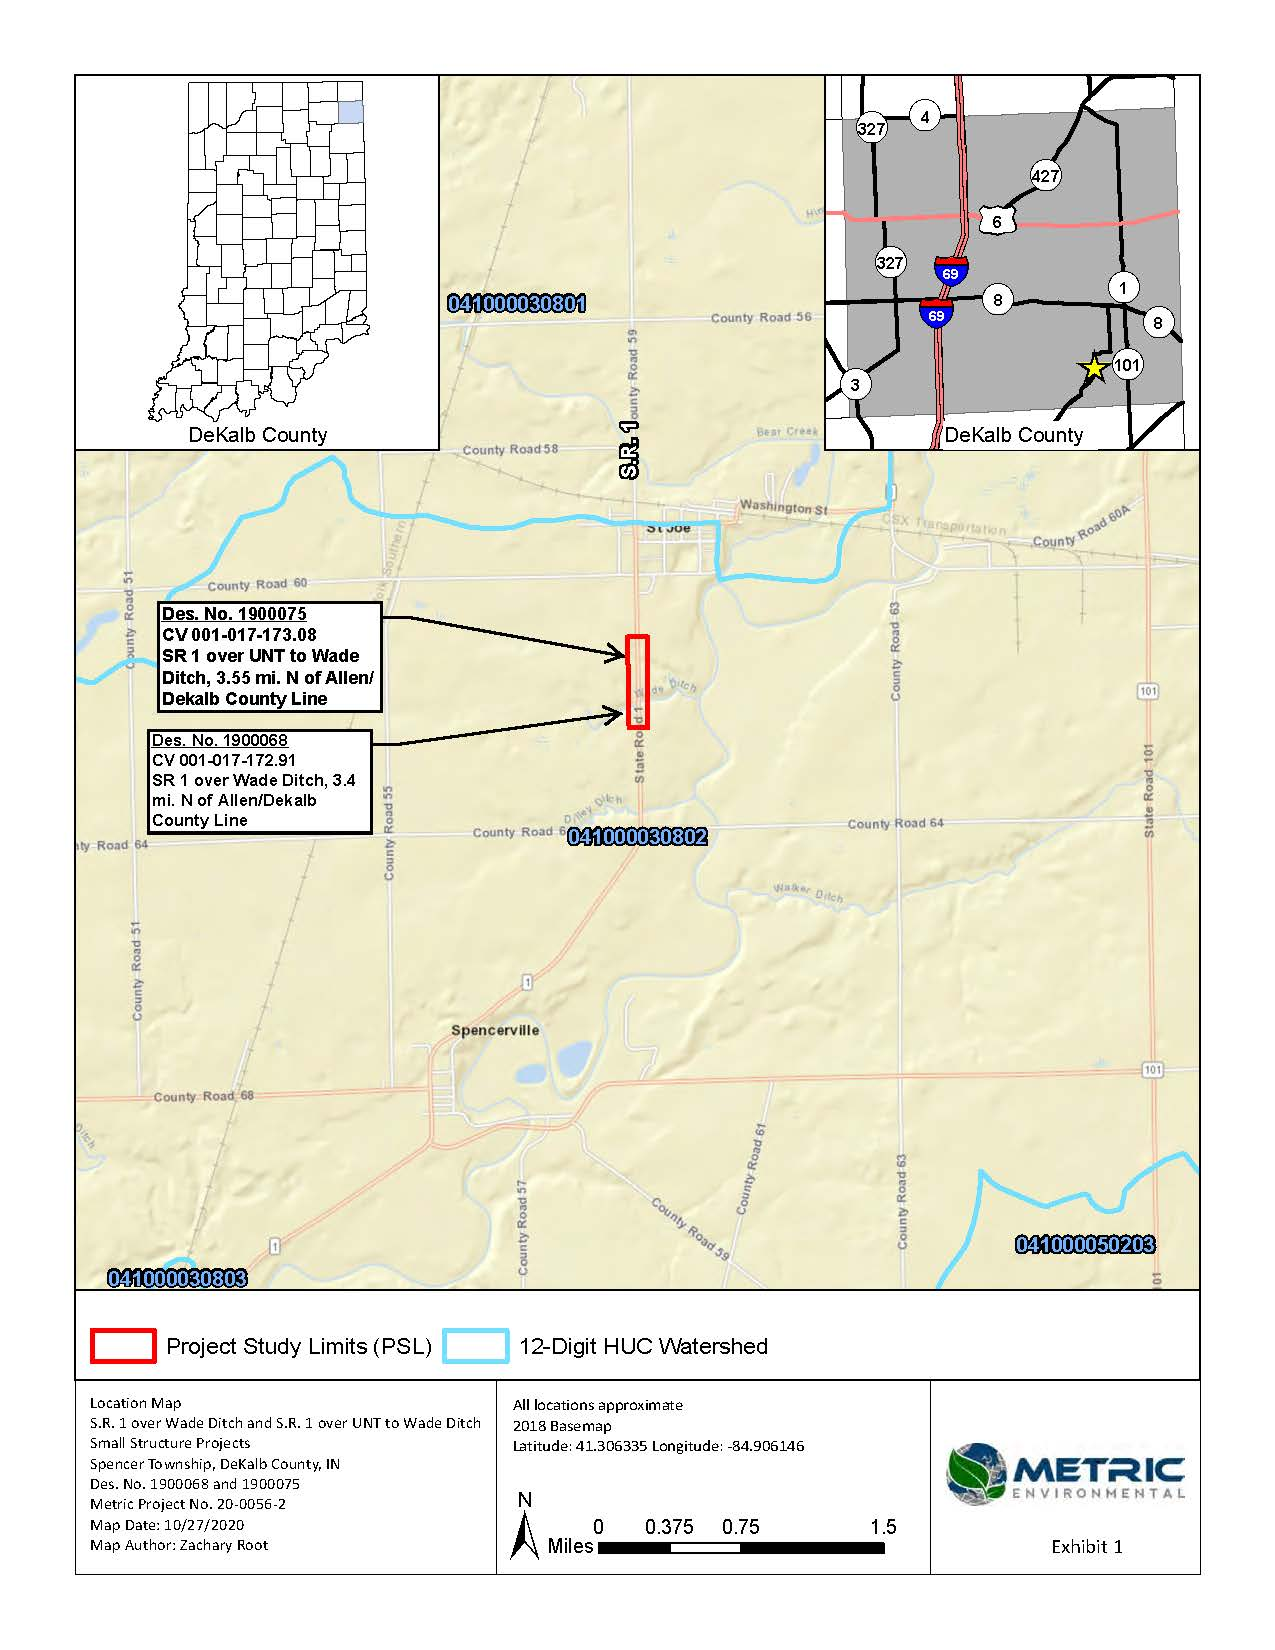 DeKalb County
327
4
427
6
327
69
8
1
69
8
101
3
DeKalb County
041000030801
County Road 56
County Road 59
S.R. 1
County Road 58
Bear Creek
Washington St
St Joe
CSX Transportation
County Road 60A
County Road 51
County Road 60
Southern
Des. No. 1900075
CV 001-017-173.08
SR 1 over UNT to Wade
Ditch, 3.55 mi. N of Allen/
Dekalb County Line
County Road 63
Wade Ditch
101
Des. No. 1900068
CV 001-017-172.91
SR 1 over Wade Ditch, 3.4
mi. N of Allen/Dekalb
County Line
State Road 1
State Road 101
County Road 55
Dilley Ditch
County Road 6
041000030802
County Road 64
ty Road 64
Walker Ditch
County Road 51
1
Spencerville
101
County Road 68
Ditch
County Road 61
County Road 63
County Road 57
County Road 59
1
041000050203
041000030803
101
Project Study Limits (PSL)
12-Digit HUC Watershed
Location Map
S.R. 1 over Wade Ditch and S.R. 1 over UNT to Wade Ditch
Small Structure Projects
Spencer Township, DeKalb County, IN
Des. No. 1900068 and 1900075
Metric Project No. 20-0056-2
Map Date: 10/27/2020
Map Author: Zachary Root
All locations approximate
2018 Basemap
Latitude: 41.306335 Longitude: -84.906146
N
0 0.375 0.75 1.5
Miles
METRIC
ENVIRONMENTAL
Exhibit 1